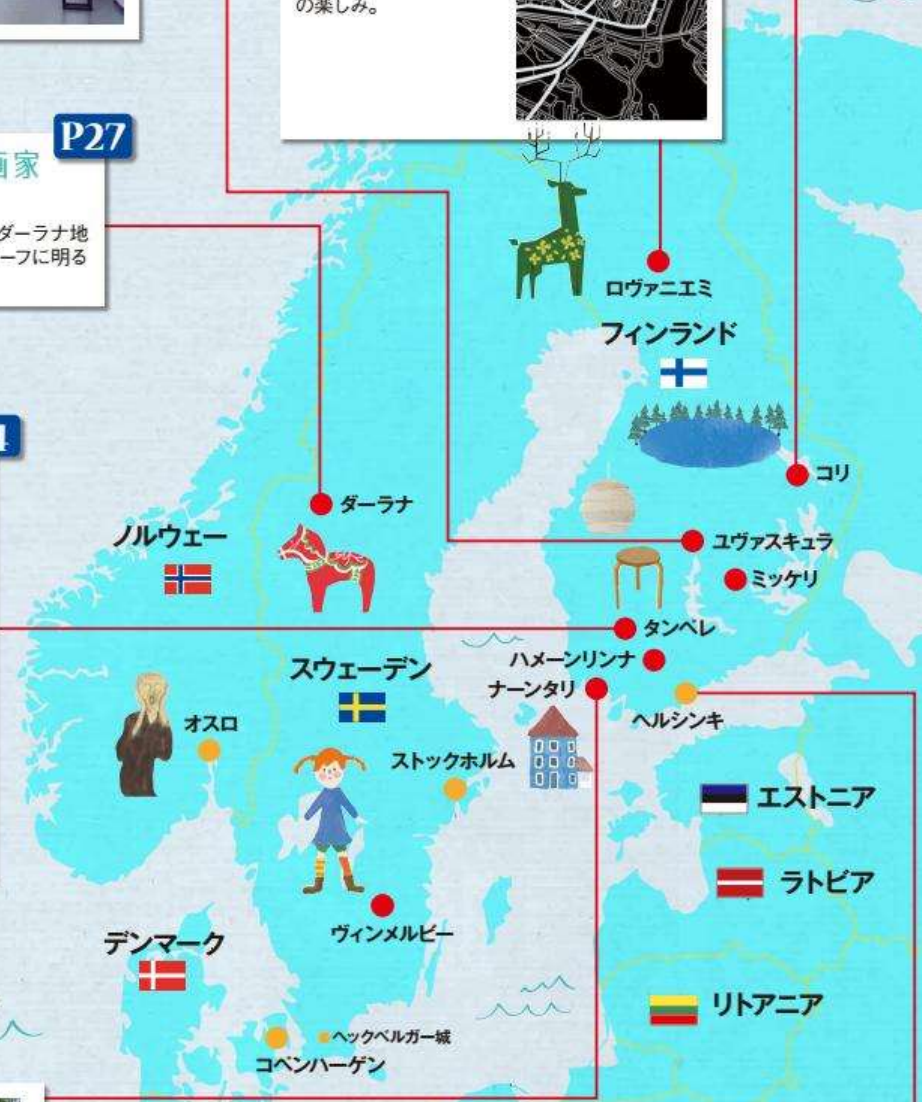 の楽しみ。
P27
画家
ダーラナ地
ーフに明る
ロヴァニエミ
フィンランド
コリ
ダーラナ
ノルウェー
ユヴァスキュラ
ミッケリ
タンペレ
ハメーンリンナ
スウェーデン
ナーンタリ
ヘルシンキ
オスロ
ストックホルム
エストニア
ラトビア
ヴィンメルビー
デンマーク
リトアニア
ヘックベルガー城
コペンハーゲン